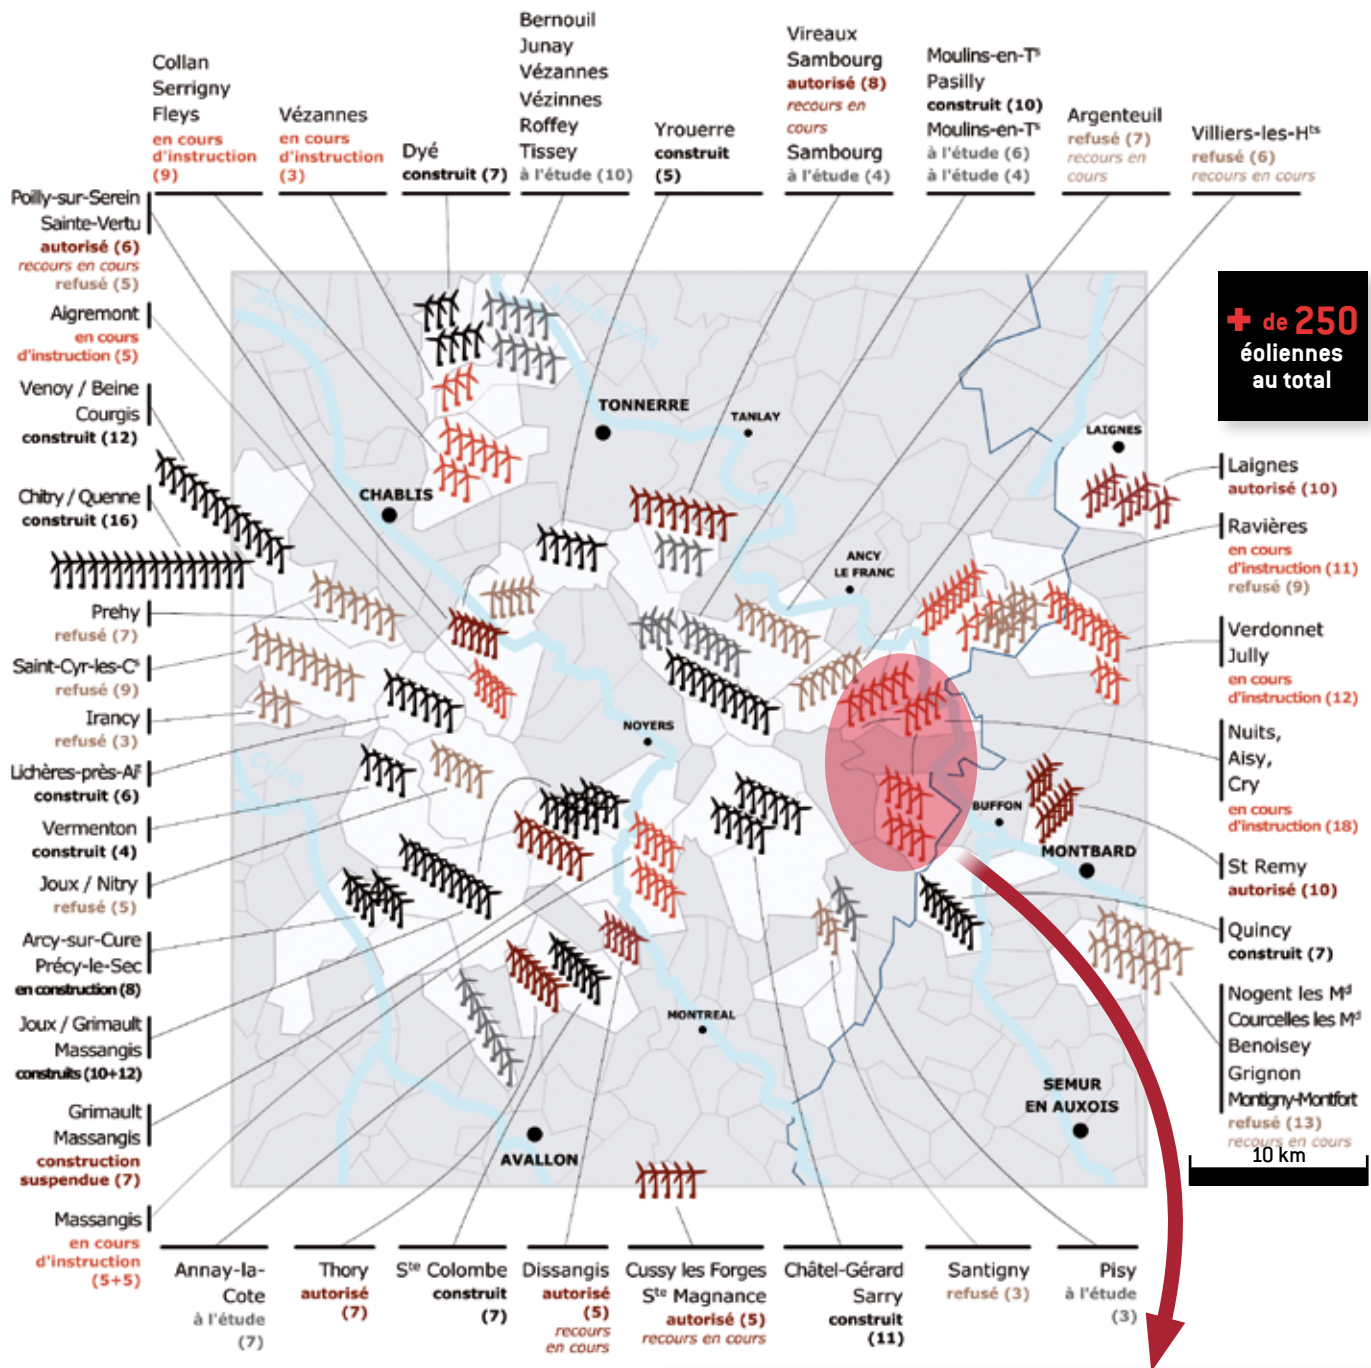 Collan
Serrigny
Fleys
en cours
d'instruction
(9)
Vézannes
en cours
d'instruction
(3)
Dyé
construit (7)
Bernouil
Junay
Vézannes
Vézinnes
Roffey
Tissey
à l'étude (10)
Yrouerre
construit
(5)
Vireaux
Sambourg
autorisé (8)
recours en
cours
Sambourg
à l'étude (4)
Moulins-en-Tˢ
Pasilly
construit (10)
Moulins-en-Tˢ
à l'étude (6)
à l'étude (4)
Argenteuil
refusé (7)
recours en
cours
Villiers-les-Hᵗˢ
refusé (6)
recours en cours
Poilly-sur-Serein
Sainte-Vertu
autorisé (6)
recours en cours
refusé (5)
Aigremont
en cours
d'instruction (5)
Venoy / Beine
Courgis
construit (12)
Chitry / Quenne
construit (16)
Prehy
refusé (7)
Saint-Cyr-les-Cˢ
refusé (9)
Irancy
refusé (3)
Lichères-près-Aiᵗ
construit (6)
Vermenton
construit (4)
Joux / Nitry
refusé (5)
Arcy-sur-Cure
Précy-le-Sec
en construction (8)
Joux / Grimault
Massangis
construits (10+12)
Grimault
Massangis
construction
suspendue (7)
Massangis
en cours
d'instruction
(5+5)
Serein
Armançon
Cure
TONNERRE
TANLAY
LAIGNES
CHABLIS
ANCY
LE FRANC
NOYERS
BUFFON
MONTBARD
MONTREAL
SEMUR
EN AUXOIS
AVALLON
+ de 250
éoliennes
au total
Laignes
autorisé (10)
Ravières
en cours
d'instruction (11)
refusé (9)
Verdonnet
Jully
en cours
d'instruction (12)
Nuits,
Aisy,
Cry
en cours
d'instruction (18)
St Remy
autorisé (10)
Quincy
construit (7)
Nogent les Mᵈ
Courcelles les Mᵈ
Benoisey
Grignon
Montigny-Montfort
refusé (13)
recours en cours
10 km
Annay-la-
Cote
à l'étude
(7)
Thory
autorisé
(7)
Sᵗᵉ Colombe
construit
(7)
Dissangis
autorisé
(5)
recours
en cours
Cussy les Forges
Sᵗᵉ Magnance
autorisé (5)
recours en cours
Châtel-Gérard
Sarry
construit
(11)
Santigny
refusé (3)
Pisy
à l'étude
(3)